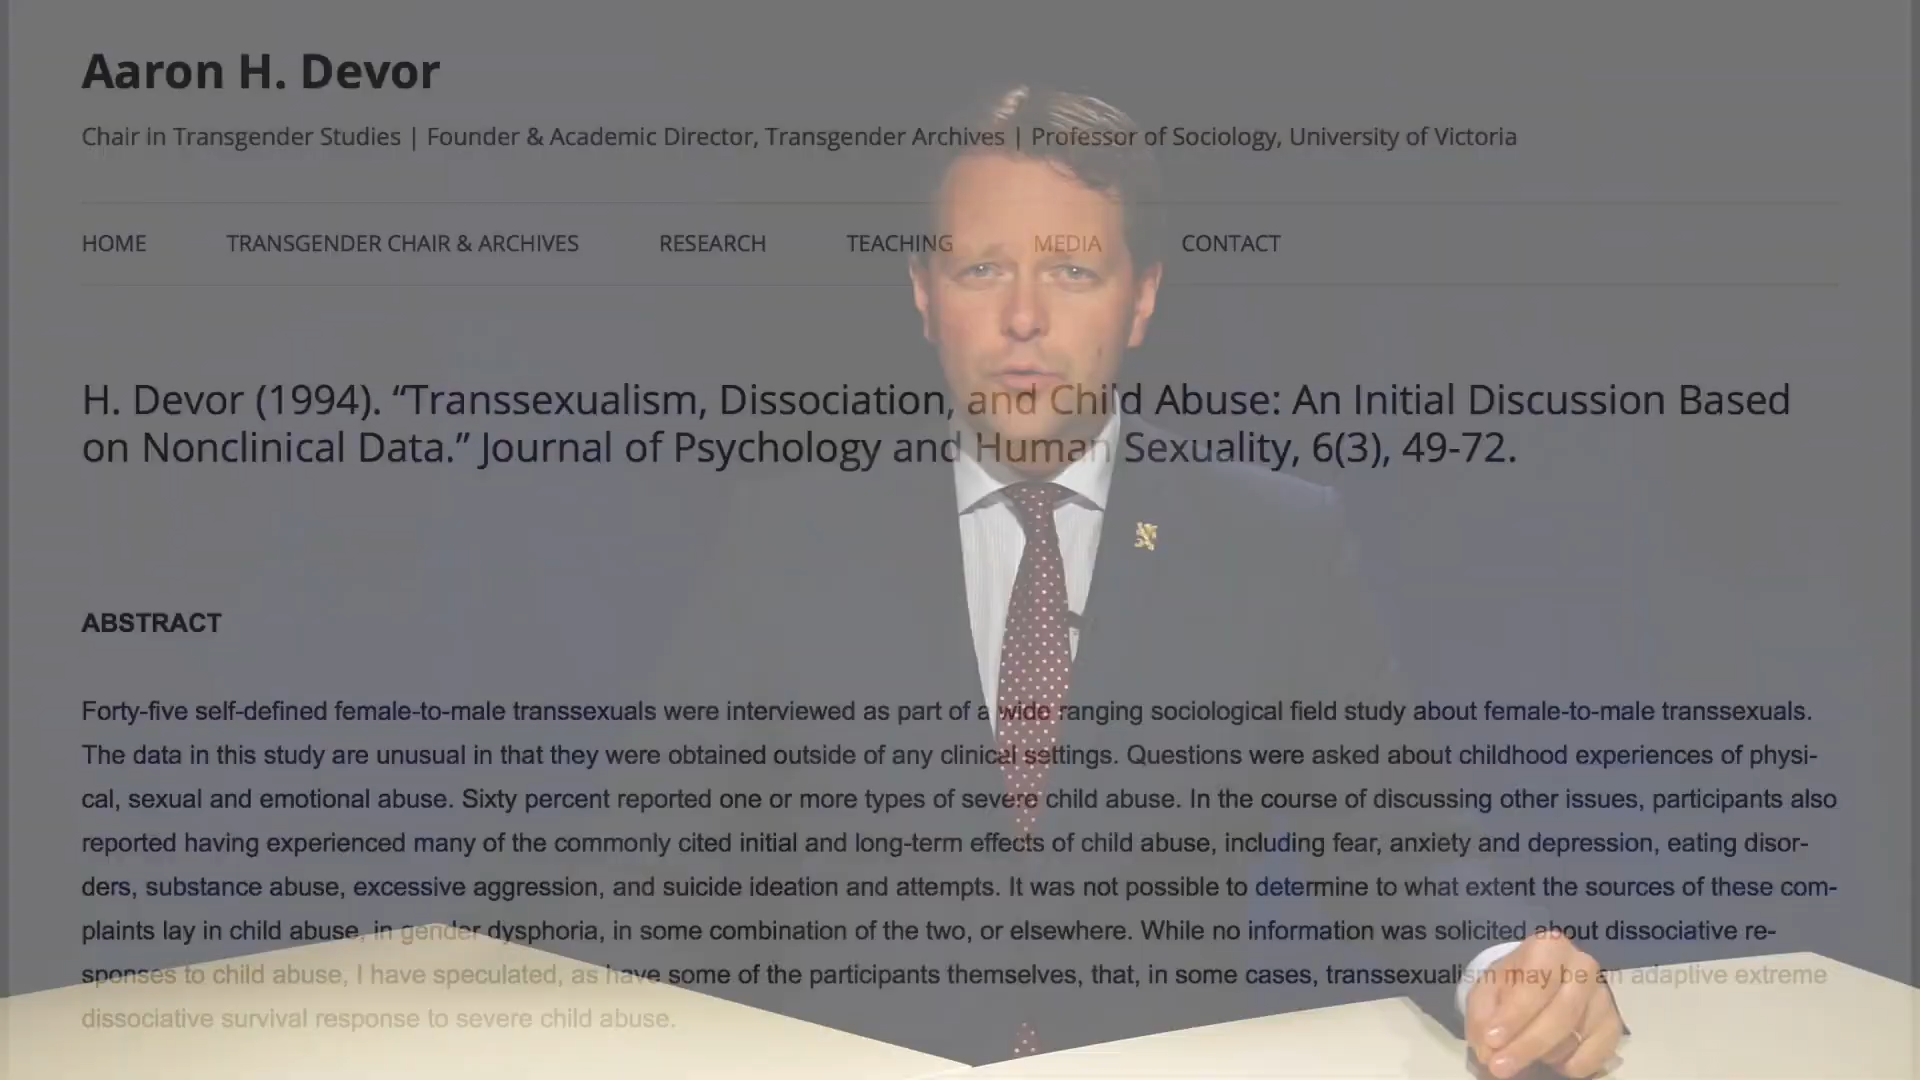 Aaron H. Devor
Chair in Transgender Studies | Founder & Academic Director, Transgender Archives | Professor of Sociology, University of Victoria
HOME TRANSGENDER CHAIR & ARCHIVES RESEARCH TEACHING MEDIA CONTACT
H. Devor (1994). “Transsexualism, Dissociation, and Child Abuse: An Initial Discussion Based
on Nonclinical Data.” Journal of Psychology and Human Sexuality, 6(3), 49-72.
ABSTRACT
Forty-five self-defined female-to-male transsexuals were interviewed as part of a wide ranging sociological field study about female-to-male transsexuals.
The data in this study are unusual in that they were obtained outside of any clinical settings. Questions were asked about childhood experiences of physi-
cal, sexual and emotional abuse. Sixty percent reported one or more types of severe child abuse. In the course of discussing other issues, participants also
reported having experienced many of the commonly cited initial and long-term effects of child abuse, including fear, anxiety and depression, eating disor-
ders, substance abuse, excessive aggression, and suicide ideation and attempts. It was not possible to determine to what extent the sources of these com-
plaints lay in child abuse, in gender dysphoria, in some combination of the two, or elsewhere. While no information was solicited about dissociative re-
sponses to child abuse, I have speculated, as have some of the participants themselves, that, in some cases, transsexualism may be an adaptive extreme
dissociative survival response to severe child abuse.